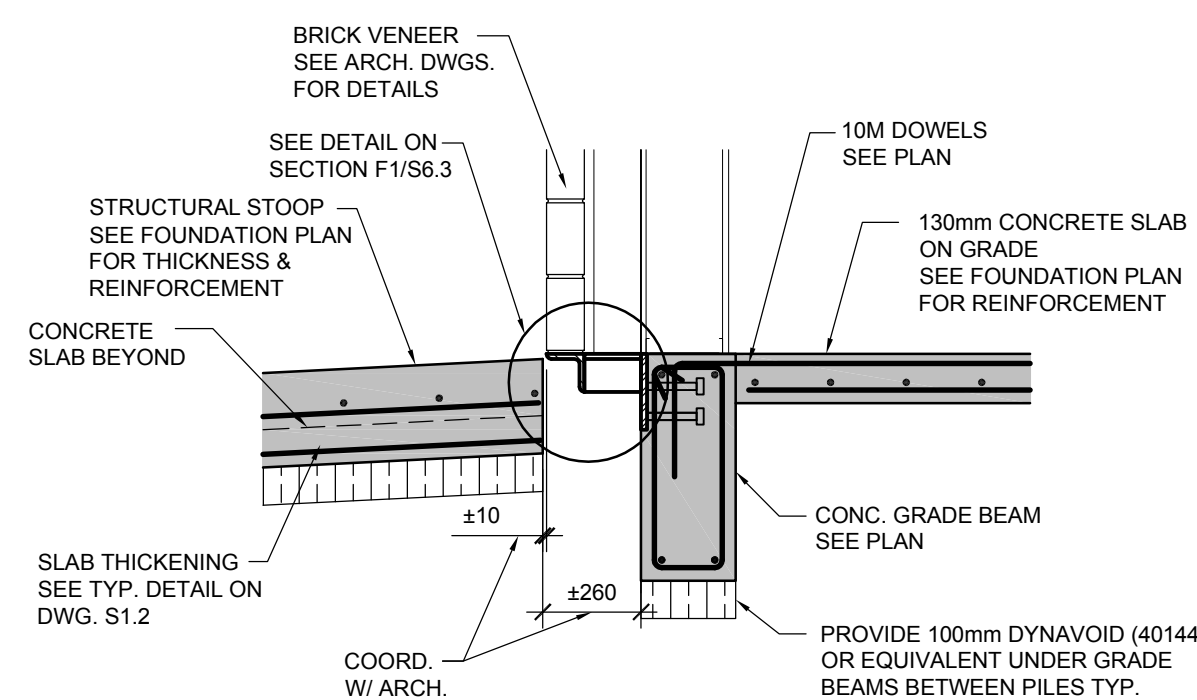 BRICK VENEER
SEE ARCH. DWGS.
FOR DETAILS
SEE DETAIL ON
SECTION F1/S6.3
STRUCTURAL STOOP
SEE FOUNDATION PLAN
FOR THICKNESS &
REINFORCEMENT
CONCRETE
SLAB BEYOND
10M DOWELS
SEE PLAN
130mm CONCRETE SLAB
ON GRADE
SEE FOUNDATION PLAN
FOR REINFORCEMENT
±10
±260
SLAB THICKENING
SEE TYP. DETAIL ON
DWG. S1.2
COORD.
W/ ARCH.
CONC. GRADE BEAM
SEE PLAN
PROVIDE 100mm DYNAVOID (40144
OR EQUIVALENT UNDER GRADE
BEAMS BETWEEN PILES TYP.